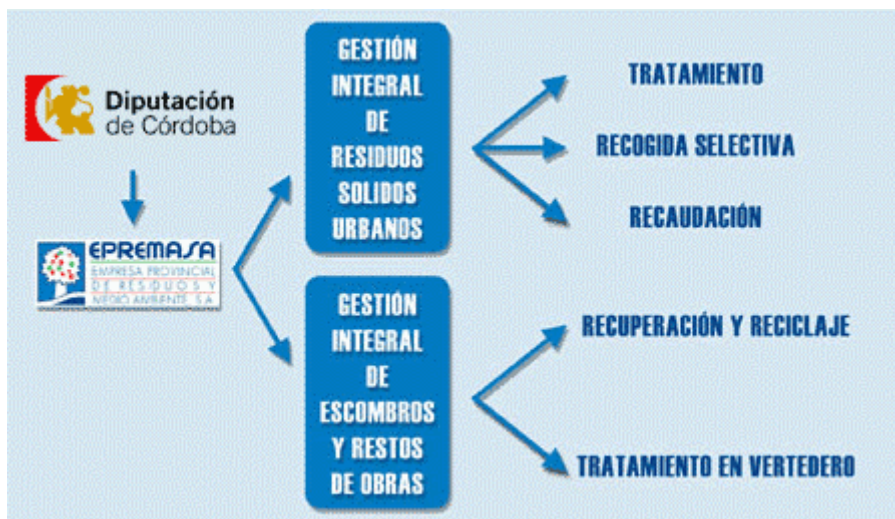 Diputación
de Córdoba
EPREMASA
EMPRESA PROVINCIAL
DE RESIDUOS Y
MEDIO AMBIENTE, S.A.
GESTIÓN
INTEGRAL
DE
RESIDUOS
SOLIDOS
URBANOS
TRATAMIENTO
RECOGIDA SELECTIVA
RECAUDACIÓN
GESTIÓN
INTEGRAL
DE
ESCOMBROS
Y RESTOS
DE OBRAS
RECUPERACIÓN Y RECICLAJE
TRATAMIENTO EN VERTEDERO